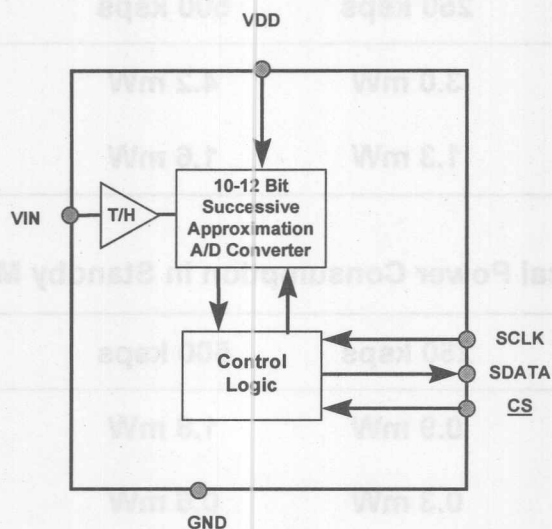 VDD
10-12 Bit
Successive
Approximation
A/D Converter
T/H
VIN
Control
Logic
SCLK
SDATA
CS
GND